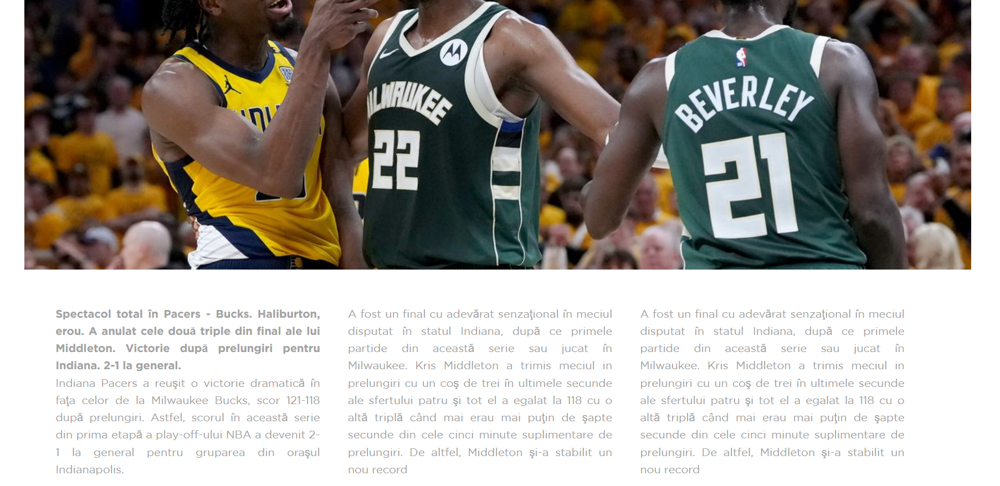 MILWAUKEE
22
BEVERLEY
21
Spectacol total în Pacers - Bucks. Haliburton,
erou. A anulat cele două triple din final ale lui
Middleton. Victorie după prelungiri pentru
Indiana. 2-1 la general.
Indiana Pacers a reuşit o victorie dramatică în
faţa celor de la Milwaukee Bucks, scor 121-118
după prelungiri. Astfel, scorul în această serie
din prima etapă a play-off-ului NBA a devenit 2-
1 la general pentru gruparea din oraşul
Indianapolis.
A fost un final cu adevărat senzaţional în meciul
disputat în statul Indiana, după ce primele
partide din această serie sau jucat în
Milwaukee. Kris Middleton a trimis meciul in
prelungiri cu un coş de trei în ultimele secunde
ale sfertului patru şi tot el a egalat la 118 cu o
altă triplă când mai erau mai puţin de şapte
secunde din cele cinci minute suplimentare de
prelungiri. De altfel, Middleton şi-a stabilit un
nou record
A fost un final cu adevărat senzaţional în meciul
disputat în statul Indiana, după ce primele
partide din această serie sau jucat în
Milwaukee. Kris Middleton a trimis meciul in
prelungiri cu un coş de trei în ultimele secunde
ale sfertului patru şi tot el a egalat la 118 cu o
altă triplă când mai erau mai puţin de şapte
secunde din cele cinci minute suplimentare de
prelungiri. De altfel, Middleton şi-a stabilit un
nou record